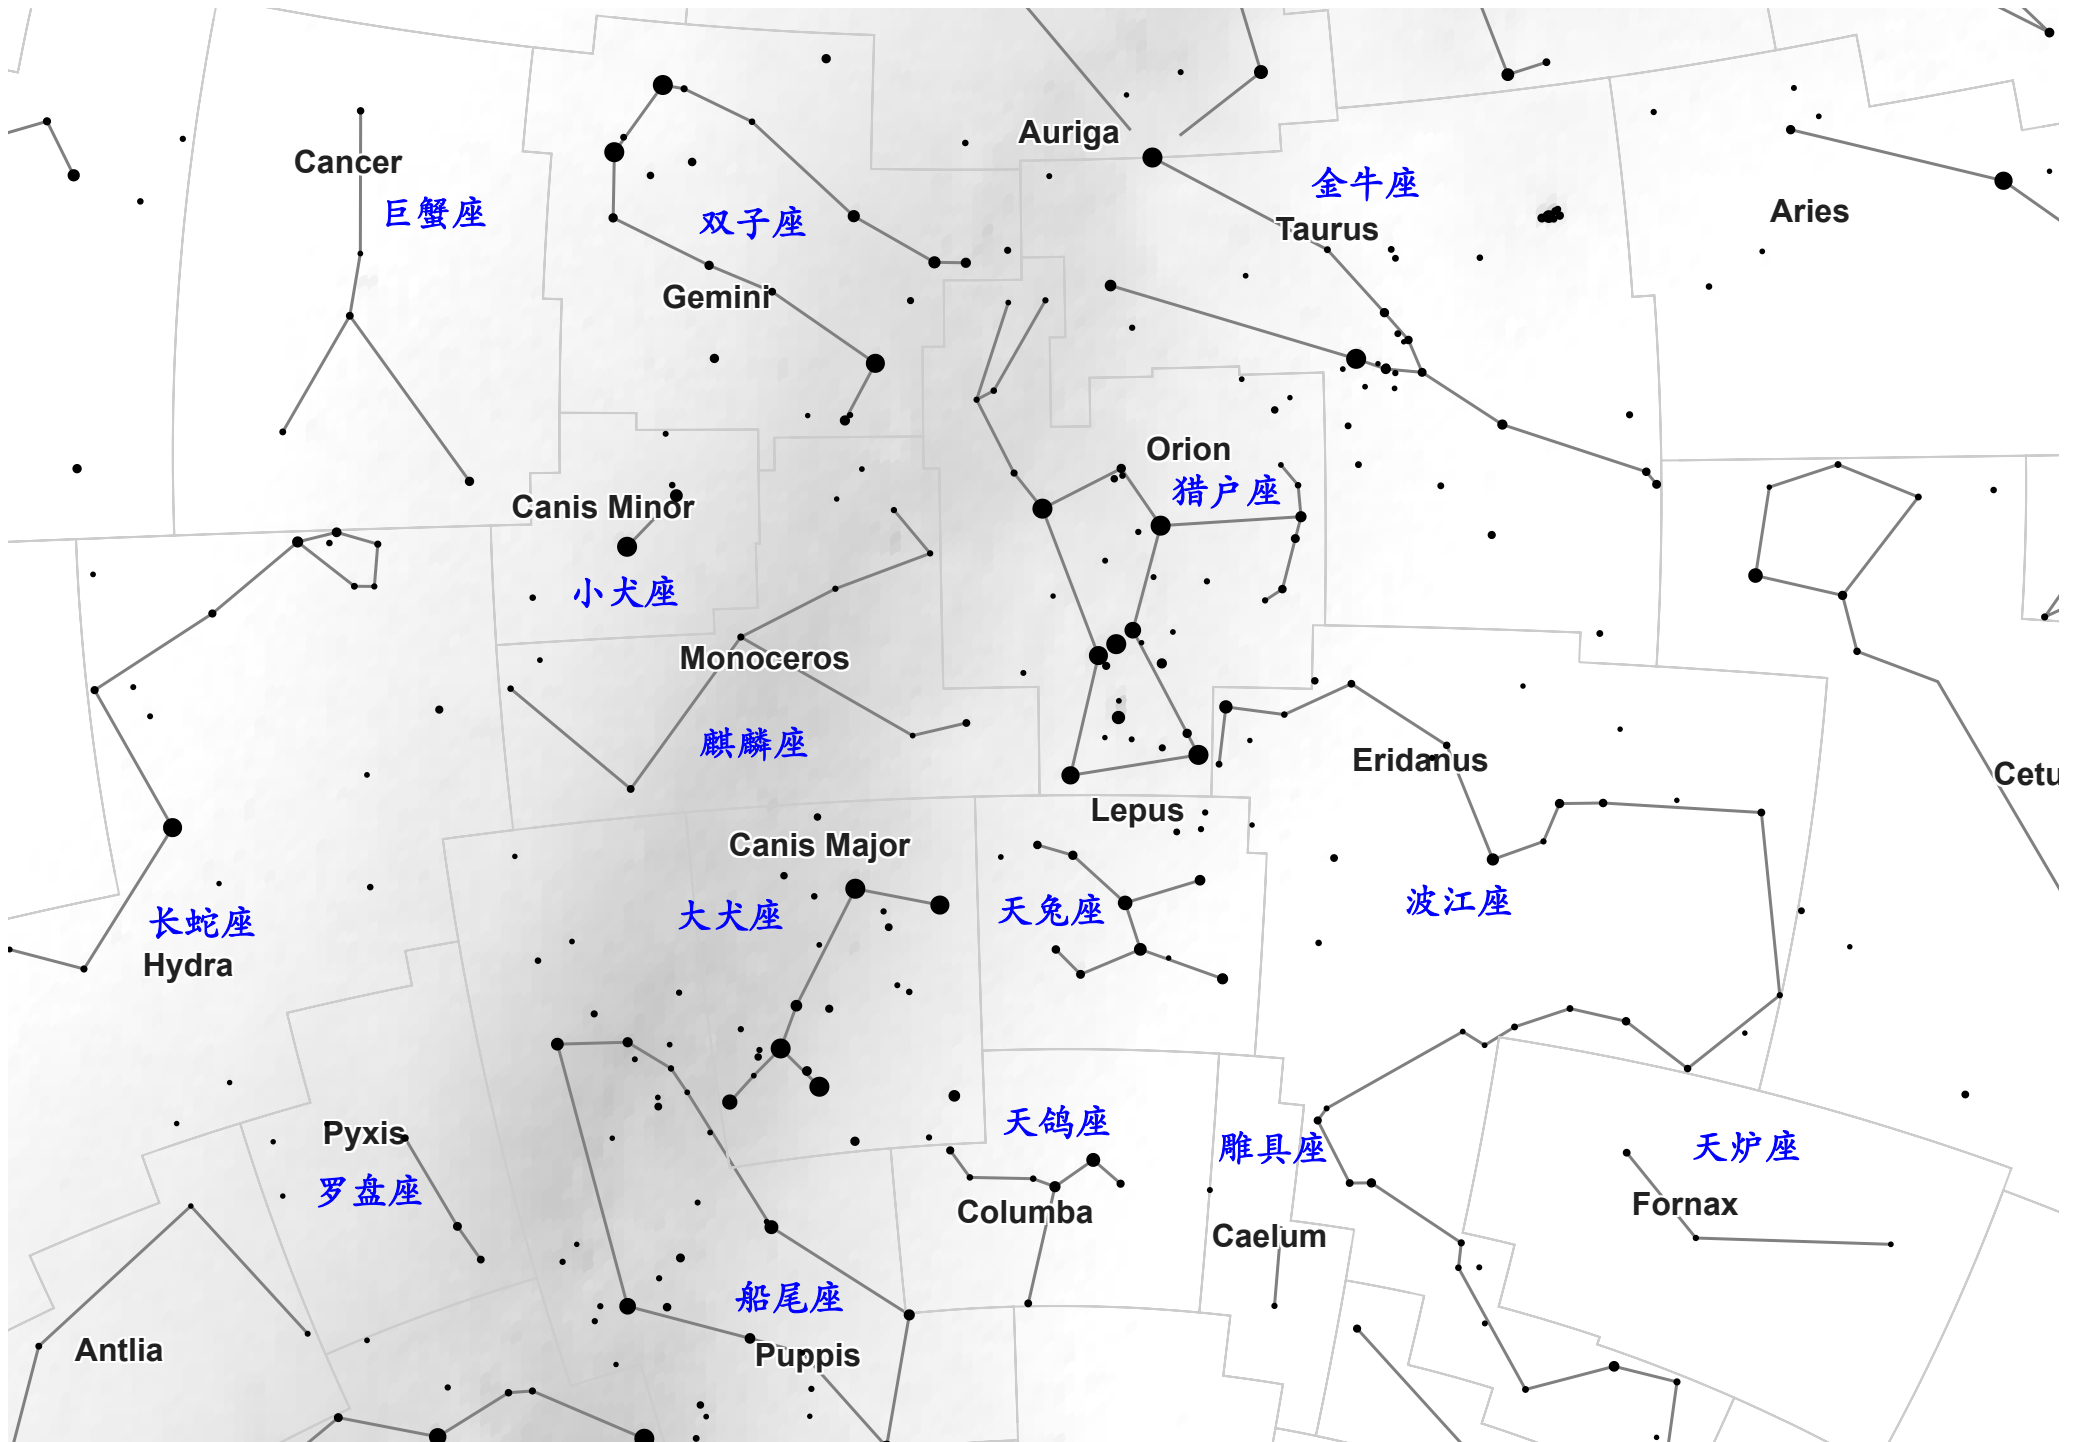 Auriga
Cancer
金牛座
巨蟹座
双子座
Taurus
Aries
Gemini
Orion
猎户座
Canis Minor
小犬座
Monoceros
麒麟座
Eridanus
Cetu
Lepus
Canis Major
大犬座
天兔座
波江座
长蛇座
Hydra
Pyxis
天鸽座
雕具座
天炉座
罗盘座
Columba
Fornax
Caelum
船尾座
Antlia
Puppis